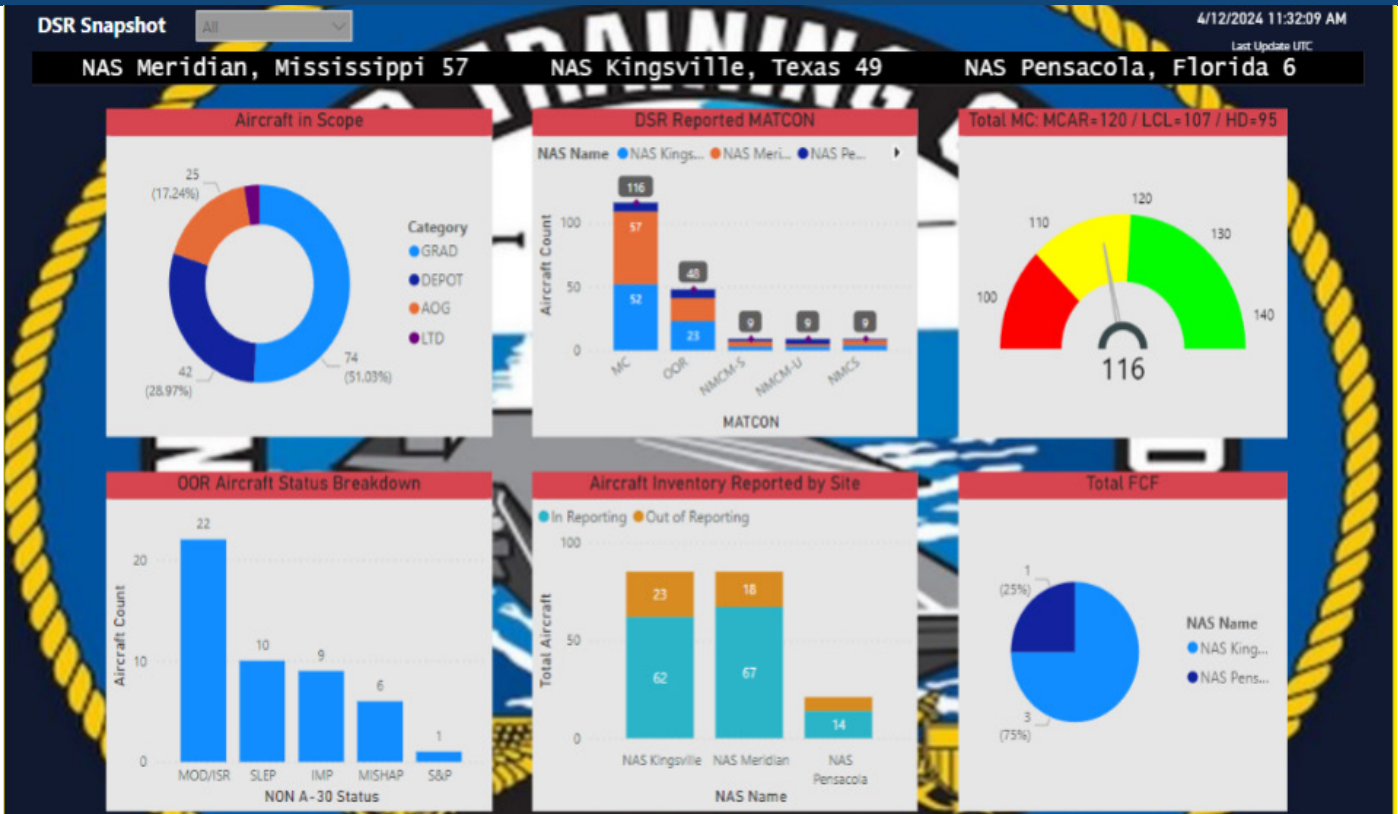 DSR Snapshot
All
4/12/2024 11:32:09 AM
Last Update UTC
NAS Meridian, Mississippi 57
NAS Kingsville, Texas 49
NAS Pensacola, Florida 6
TRAINING
Aircraft in Scope
25
(17.24%)
42
(28.97%)
74
(51.03%)
Category
GRAD
DEPOT
AOG
LTD
DSR Reported MATCON
NAS Name
NAS Kings...
NAS Meri...
NAS Pe...
Aircraft Count
100
50
0
116
57
52
48
23
9
9
9
MC
OOR
NMCM-S
NMCM-U
NMCS
MATCON
Total MC: MCAR=120 / LCL=107 / HD=95
100
110
120
130
140
116
OOR Aircraft Status Breakdown
Aircraft Count
20
10
0
22
10
9
6
1
MOD/ISR
SLEP
IMP
MISHAP
S&P
NON A-30 Status
Aircraft Inventory Reported by Site
In Reporting
Out of Reporting
Total Aircraft
100
50
0
23
62
18
67
14
NAS Kingsville
NAS Meridian
NAS
Pensacola
NAS Name
Total FCF
1
(25%)
3
(75%)
NAS Name
NAS King...
NAS Pens...